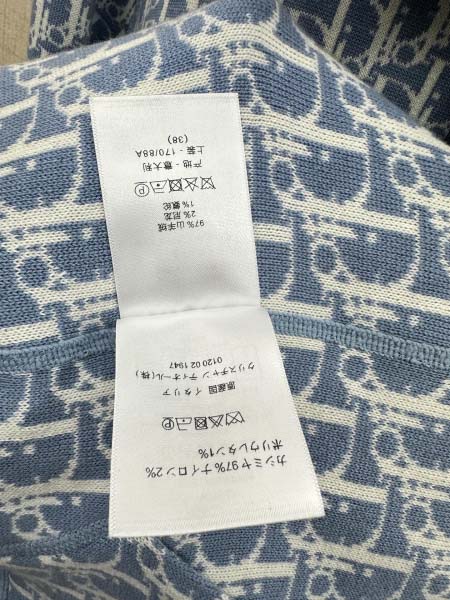 カシミヤ97%ナイロン2%
ポリウレタン1%
原産国 イタリア
クリスチャン ディオール(株)
0120 02 1947
97% 山羊绒
2% 尼龙
1% 氨纶
产地 - 意大利
上装 - 170/88A
(38)